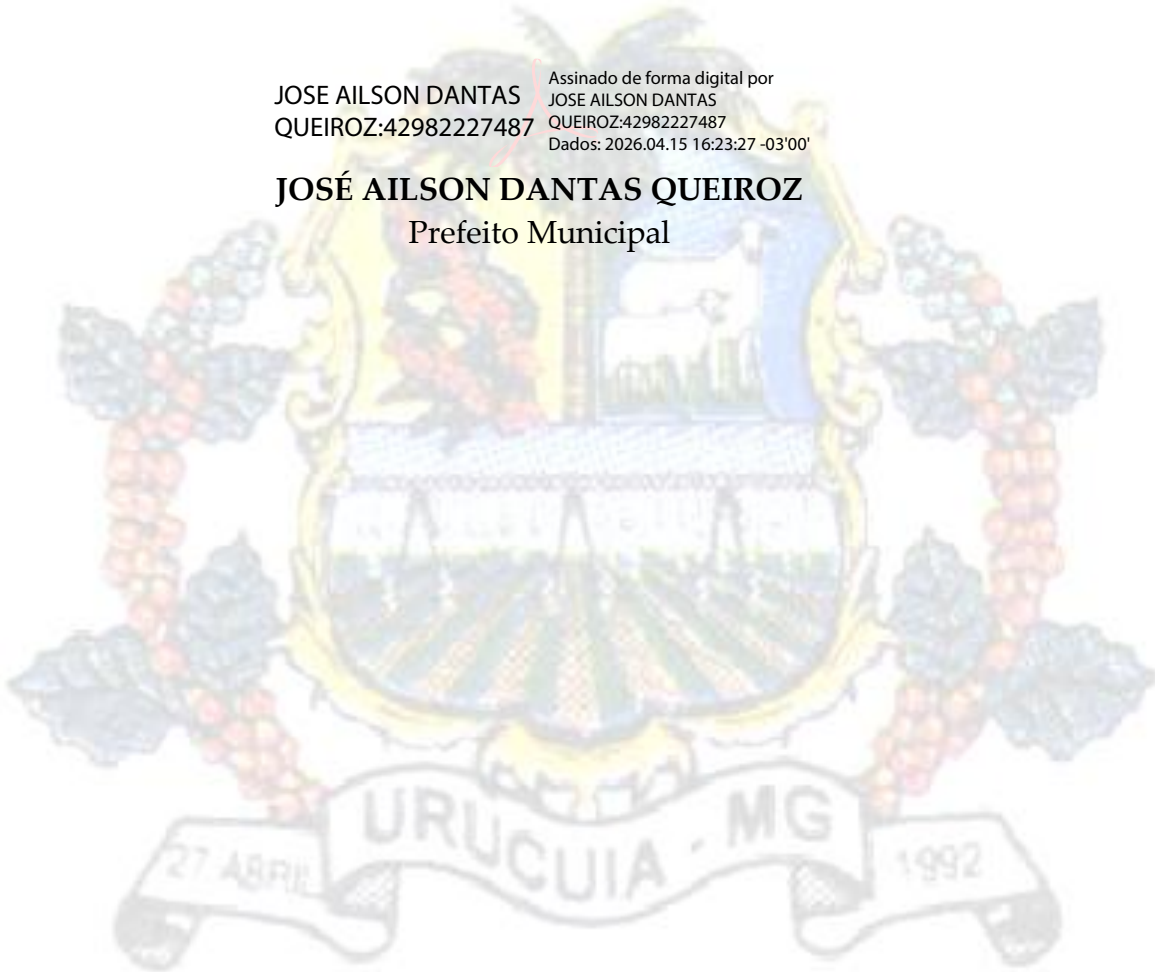 JOSE AILSON DANTAS
QUEIROZ:42982227487
Assinado de forma digital por
JOSE AILSON DANTAS
QUEIROZ:42982227487
Dados: 2026.04.15 16:23:27 -03'00'
JOSÉ AILSON DANTAS QUEIROZ
Prefeito Municipal
URUCUIA - MG
27 ABRIL
1992